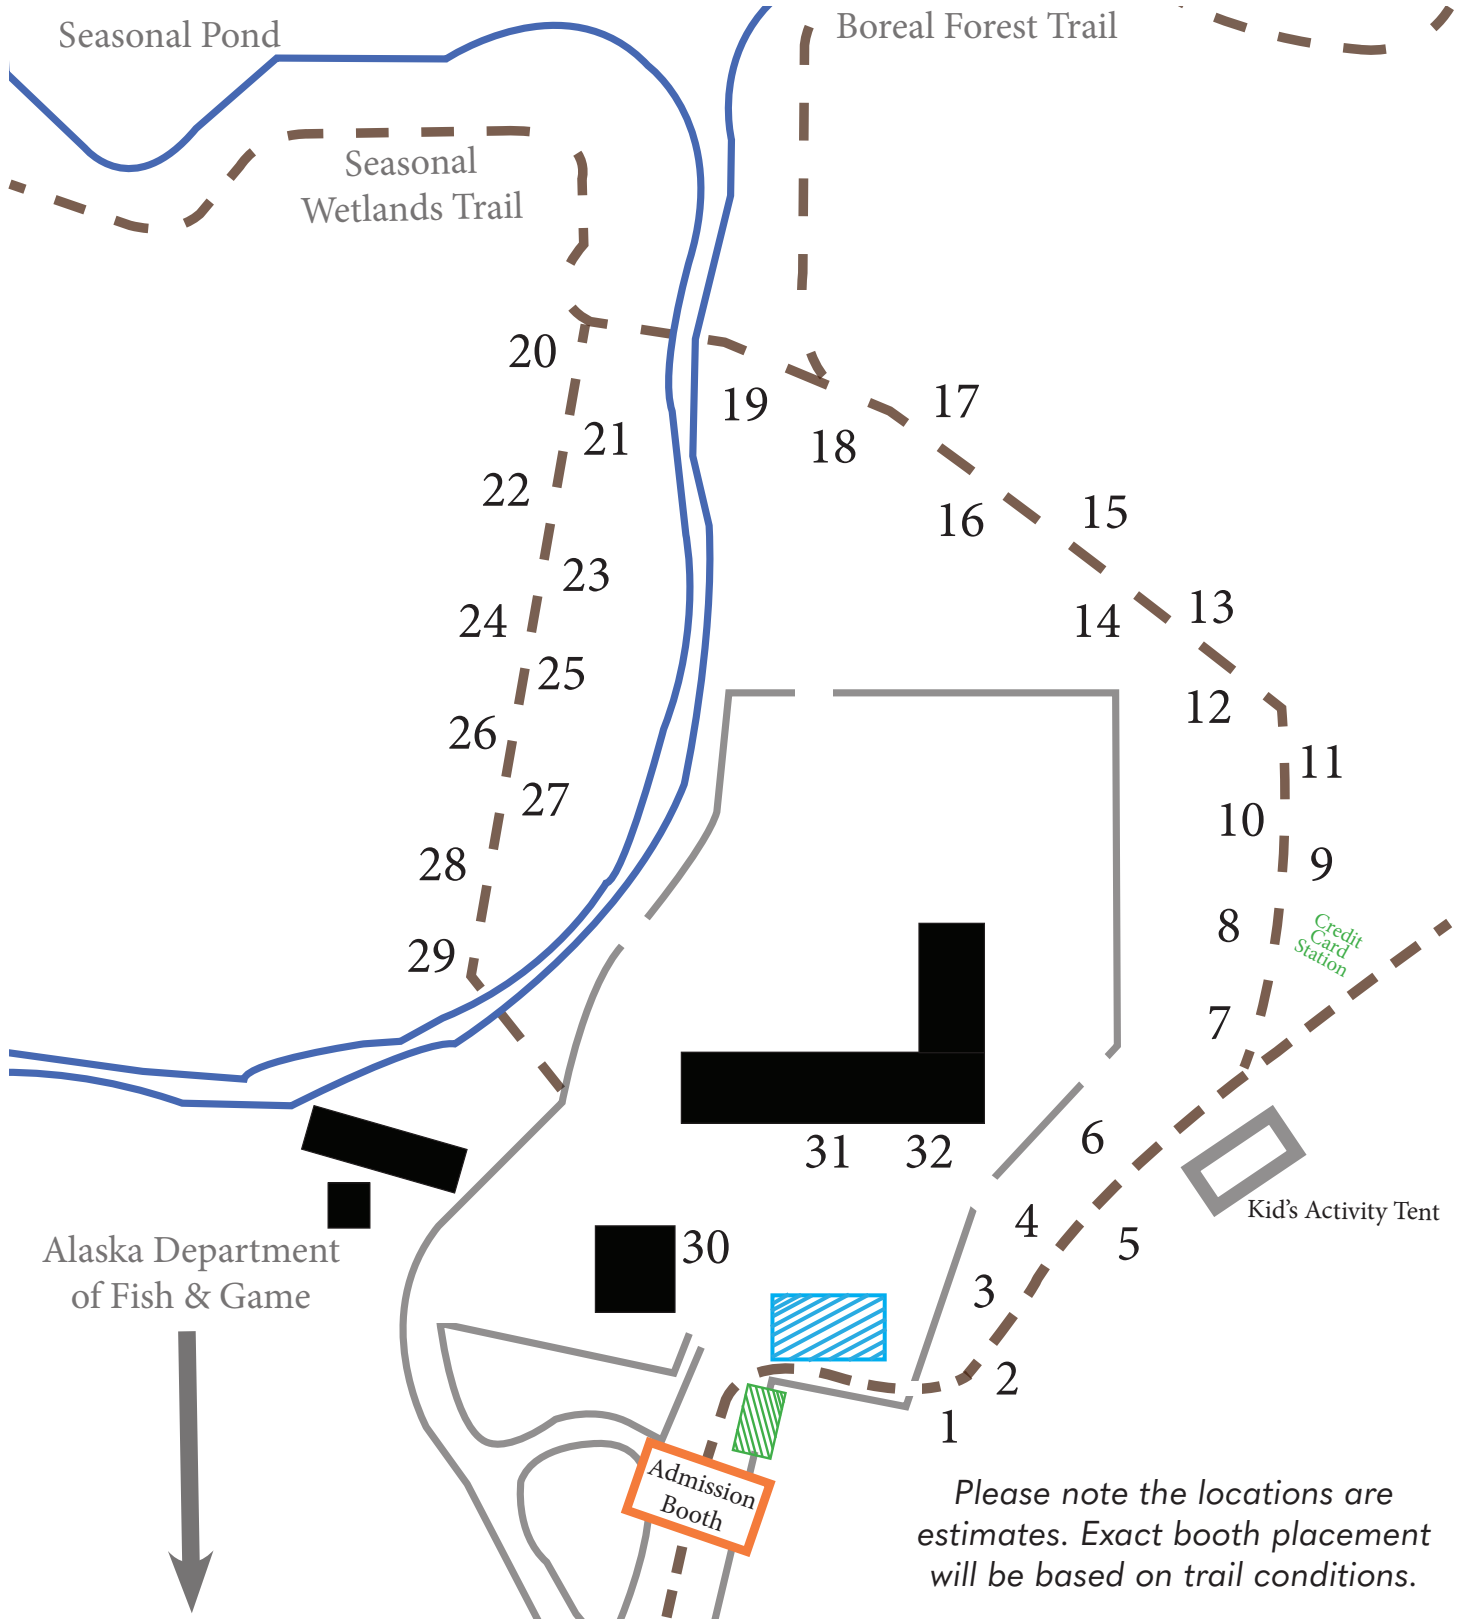 Seasonal Pond
Boreal Forest Trail
Seasonal
Wetlands Trail
20
19
17
18
21
22
16
15
23
24
14
13
25
12
26
11
27
10
28
9
8
Credit
Card
Station
29
7
6
31
32
Kid's Activity Tent
4
5
30
Alaska Department
of Fish & Game
3
2
1
Admission
Booth
Please note the locations are
estimates. Exact booth placement
will be based on trail conditions.